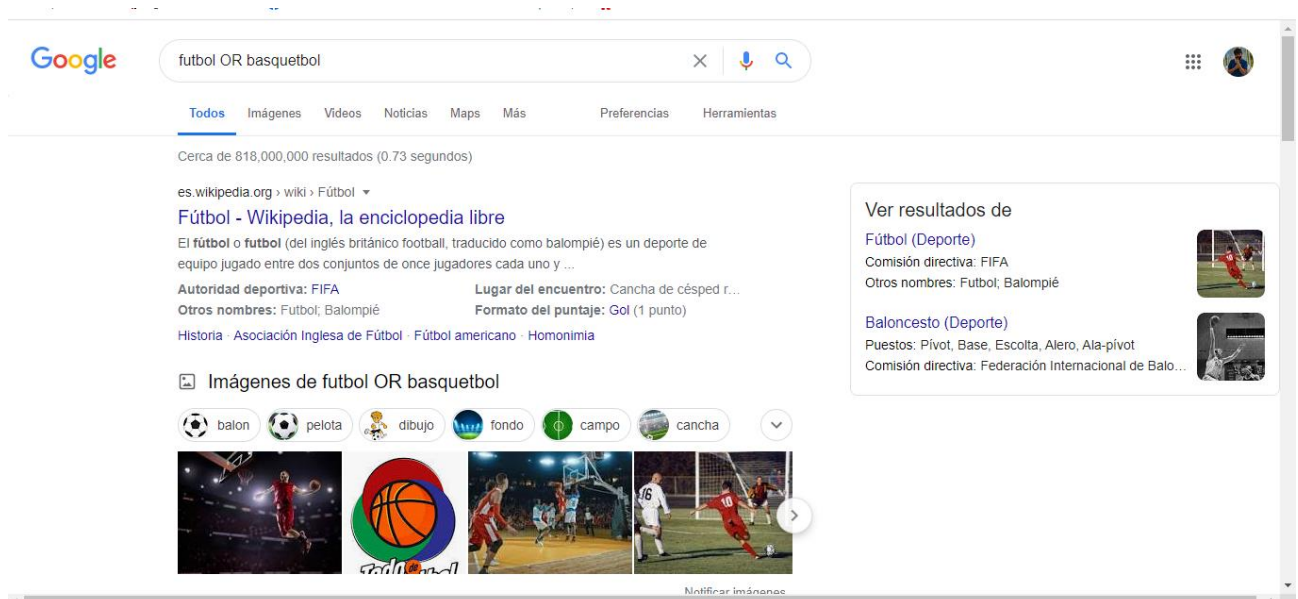 Google
futbol OR basquetbol
Todos Imágenes Videos Noticias Maps Más Preferencias Herramientas
Cerca de 818,000,000 resultados (0.73 segundos)
es.wikipedia.org › wiki › Fútbol
Fútbol - Wikipedia, la enciclopedia libre
El fútbol o futbol (del inglés británico football, traducido como balompié) es un deporte de
equipo jugado entre dos conjuntos de once jugadores cada uno y ...
Autoridad deportiva: FIFA Lugar del encuentro: Cancha de césped r...
Otros nombres: Futbol; Balompié Formato del puntaje: Gol (1 punto)
Historia · Asociación Inglesa de Fútbol · Fútbol americano · Homonimia
Imágenes de futbol OR basquetbol
balon pelota dibujo fondo campo cancha
16
10
Notificar imágenes
Ver resultados de
Fútbol (Deporte)
Comisión directiva: FIFA
Otros nombres: Futbol; Balompié
Baloncesto (Deporte)
Puestos: Pívot, Base, Escolta, Alero, Ala-pívot
Comisión directiva: Federación Internacional de Balo...